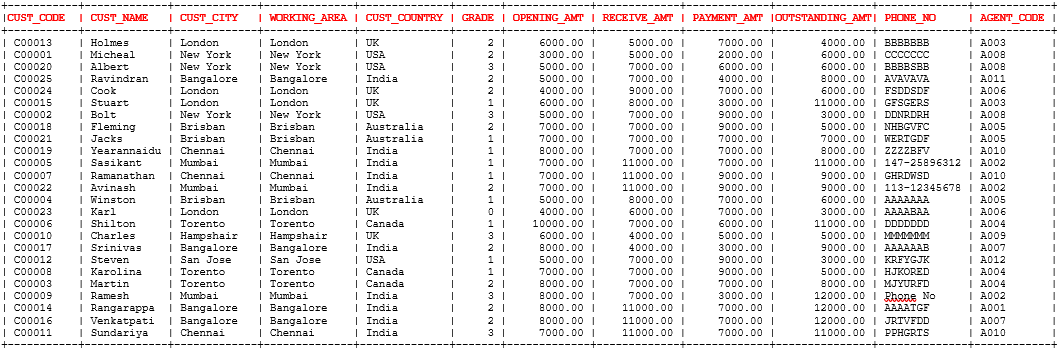 |CUST_CODE | CUST_NAME | CUST_CITY | WORKING_AREA | CUST_COUNTRY | GRADE | OPENING_AMT | RECEIVE_AMT | PAYMENT_AMT |OUTSTANDING_AMT| PHONE_NO | AGENT_CODE |
| C00013 | Holmes | London | London | UK | 2 | 6000.00 | 5000.00 | 7000.00 | 4000.00 | BBBBBBB | A003 |
| C00001 | Micheal | New York | New York | USA | 2 | 3000.00 | 5000.00 | 2000.00 | 6000.00 | CCCCCCC | A008 |
| C00020 | Albert | New York | New York | USA | 3 | 5000.00 | 7000.00 | 6000.00 | 6000.00 | BBBBSBB | A008 |
| C00025 | Ravindran | Bangalore | Bangalore | India | 2 | 5000.00 | 7000.00 | 4000.00 | 8000.00 | AVAVAVA | A011 |
| C00024 | Cook | London | London | UK | 2 | 4000.00 | 9000.00 | 7000.00 | 6000.00 | FSDDSDF | A006 |
| C00015 | Stuart | London | London | UK | 1 | 6000.00 | 8000.00 | 3000.00 | 11000.00 | GFSGERS | A003 |
| C00002 | Bolt | New York | New York | USA | 3 | 5000.00 | 7000.00 | 9000.00 | 3000.00 | DDNRDRH | A008 |
| C00018 | Fleming | Brisban | Brisban | Australia | 2 | 7000.00 | 7000.00 | 9000.00 | 5000.00 | NHBGVFC | A005 |
| C00021 | Jacks | Brisban | Brisban | Australia | 1 | 7000.00 | 7000.00 | 7000.00 | 7000.00 | WERTGDF | A005 |
| C00019 | Yearannaidu | Chennai | Chennai | India | 1 | 8000.00 | 7000.00 | 7000.00 | 8000.00 | ZZZZBFV | A010 |
| C00005 | Sasikant | Mumbai | Mumbai | India | 1 | 7000.00 | 11000.00 | 7000.00 | 11000.00 | 147-25896312 | A002 |
| C00007 | Ramanathan | Chennai | Chennai | India | 1 | 7000.00 | 11000.00 | 9000.00 | 9000.00 | GHRDWSD | A010 |
| C00022 | Avinash | Mumbai | Mumbai | India | 2 | 7000.00 | 11000.00 | 9000.00 | 9000.00 | 113-12345678 | A002 |
| C00004 | Winston | Brisban | Brisban | Australia | 1 | 5000.00 | 8000.00 | 7000.00 | 6000.00 | AAAAAAA | A005 |
| C00023 | Karl | London | London | UK | 0 | 4000.00 | 6000.00 | 7000.00 | 3000.00 | AAAABAA | A006 |
| C00006 | Shilton | Torento | Torento | Canada | 1 | 10000.00 | 7000.00 | 6000.00 | 11000.00 | DDDDDDD | A004 |
| C00010 | Charles | Hampshair | Hampshair | UK | 3 | 6000.00 | 4000.00 | 5000.00 | 5000.00 | MMMMMMM | A009 |
| C00017 | Srinivas | Bangalore | Bangalore | India | 2 | 8000.00 | 4000.00 | 3000.00 | 9000.00 | AAAAAAB | A007 |
| C00012 | Steven | San Jose | San Jose | USA | 1 | 5000.00 | 7000.00 | 9000.00 | 3000.00 | KRFYGJK | A012 |
| C00008 | Karolina | Torento | Torento | Canada | 1 | 7000.00 | 7000.00 | 9000.00 | 5000.00 | HJKORED | A004 |
| C00003 | Martin | Torento | Torento | Canada | 2 | 8000.00 | 7000.00 | 7000.00 | 8000.00 | MJYURFD | A004 |
| C00009 | Ramesh | Mumbai | Mumbai | India | 3 | 8000.00 | 7000.00 | 3000.00 | 12000.00 | Phone No | A002 |
| C00014 | Rangarappa | Bangalore | Bangalore | India | 2 | 8000.00 | 11000.00 | 7000.00 | 12000.00 | AAAATGF | A001 |
| C00016 | Venkatpati | Bangalore | Bangalore | India | 2 | 8000.00 | 11000.00 | 7000.00 | 12000.00 | JRTVFDD | A007 |
| C00011 | Sundariya | Chennai | Chennai | India | 3 | 7000.00 | 11000.00 | 7000.00 | 11000.00 | PPHGRTS | A010 |